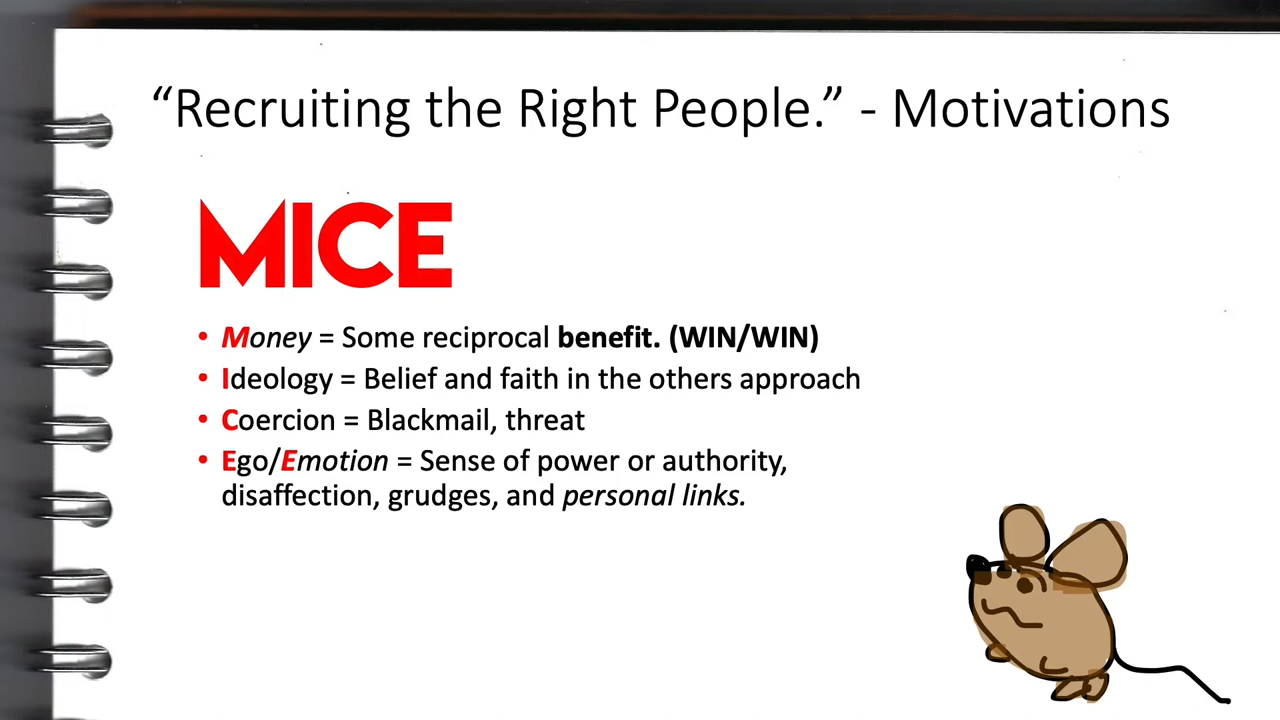 “Recruiting the Right People.” - Motivations
MICE
• Money = Some reciprocal benefit. (WIN/WIN)
• Ideology = Belief and faith in the others approach
• Coercion = Blackmail, threat
• Ego/Emotion = Sense of power or authority,
disaffection, grudges, and personal links.